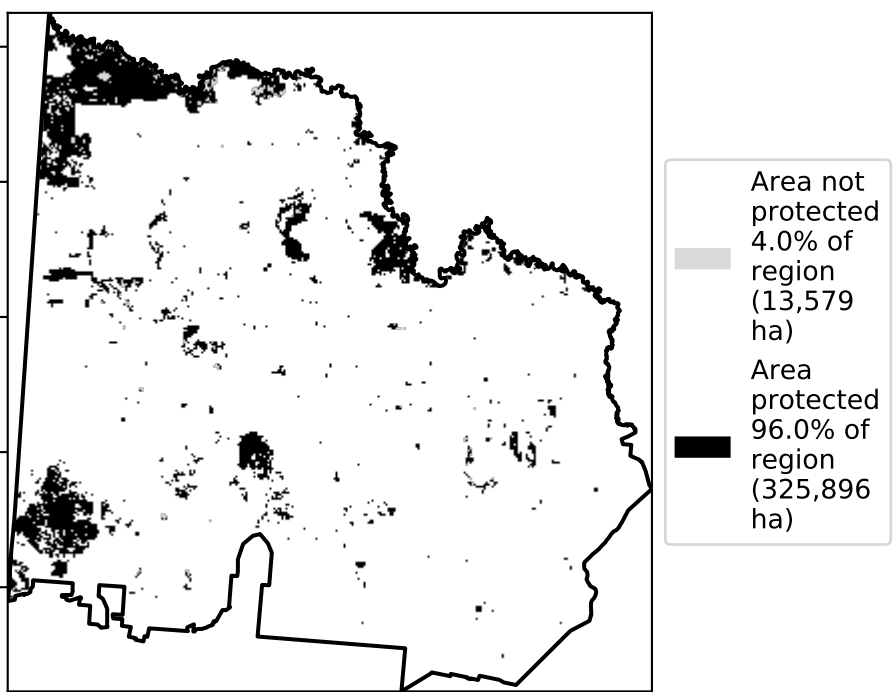 Area not
protected
4.0% of
region
(13,579
ha)
Area
protected
96.0% of
region
(325,896
ha)